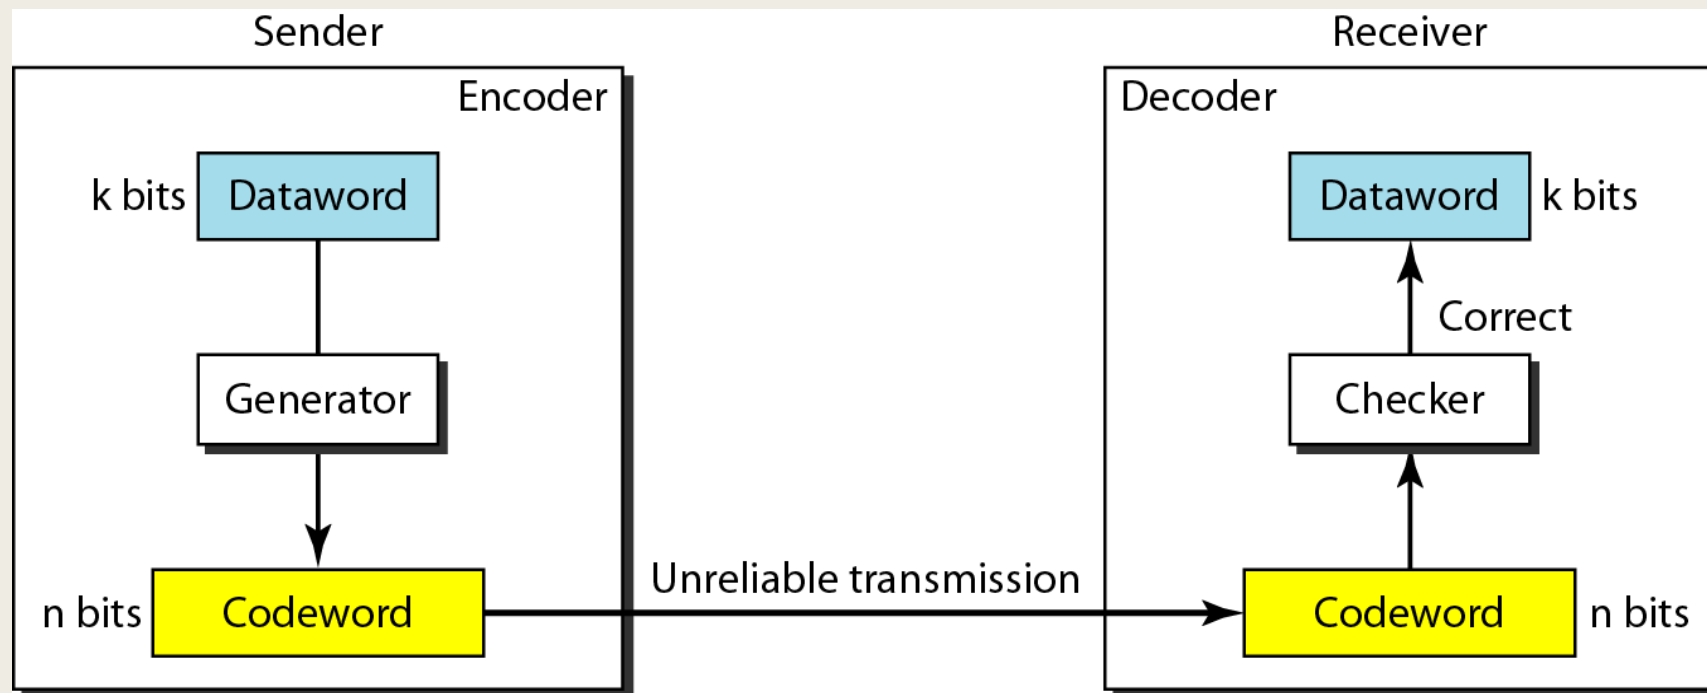 Sender
Encoder
k bits
Dataword
Generator
n bits
Codeword
Unreliable transmission
Receiver
Decoder
Dataword
k bits
Correct
Checker
Codeword
n bits